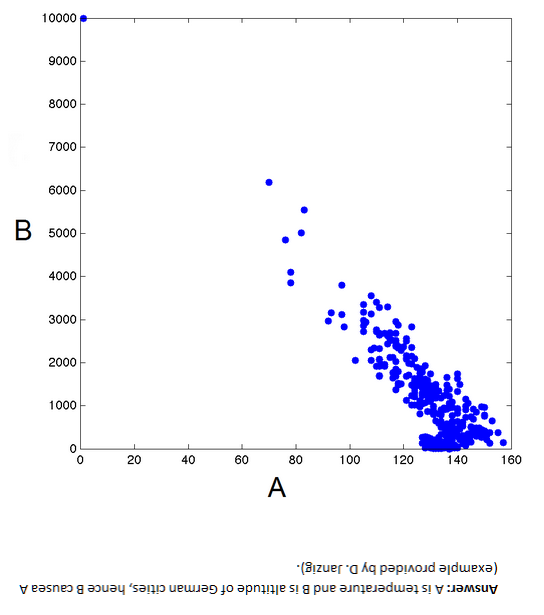 10000
9000
8000
7000
6000
5000
4000
3000
2000
1000
0
B
0 20 40 60 80 100 120 140 160
A
Answer: A is temperature and B is altitude of German cities, hence B causea A
(example provided by D. Janzig).